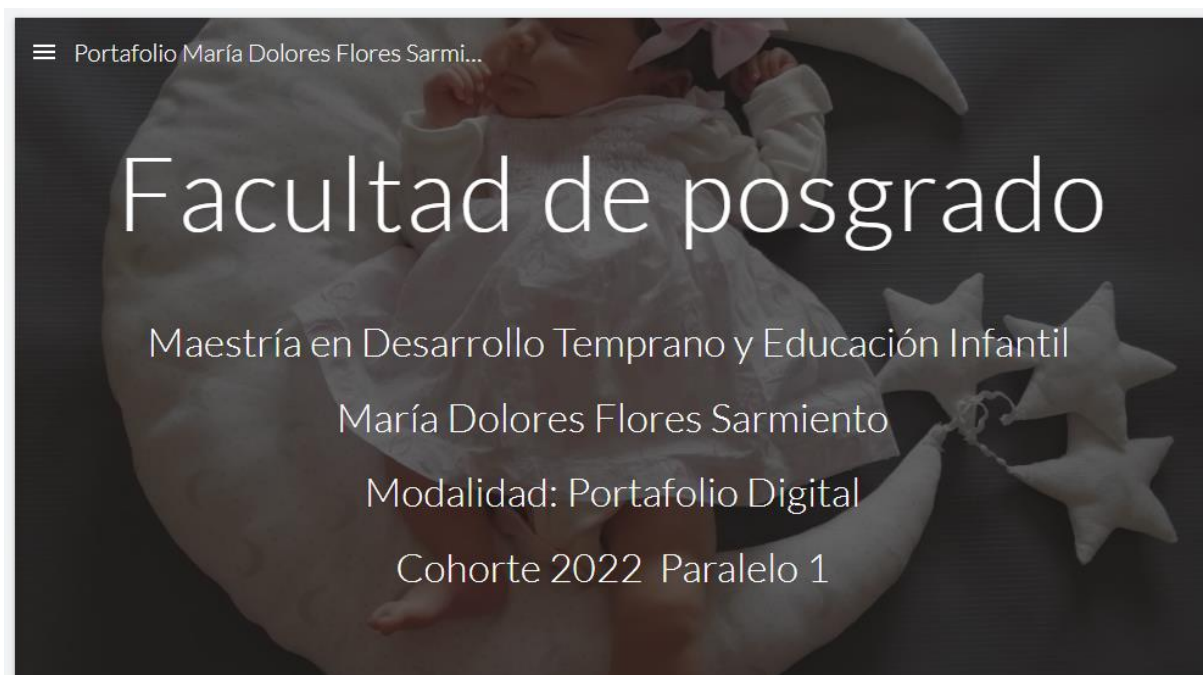 Portafolio María Dolores Flores Sarmi...
Facultad de posgrado
Maestría en Desarrollo Temprano y Educación Infantil
María Dolores Flores Sarmiento
Modalidad: Portafolio Digital
Cohorte 2022 Paralelo 1